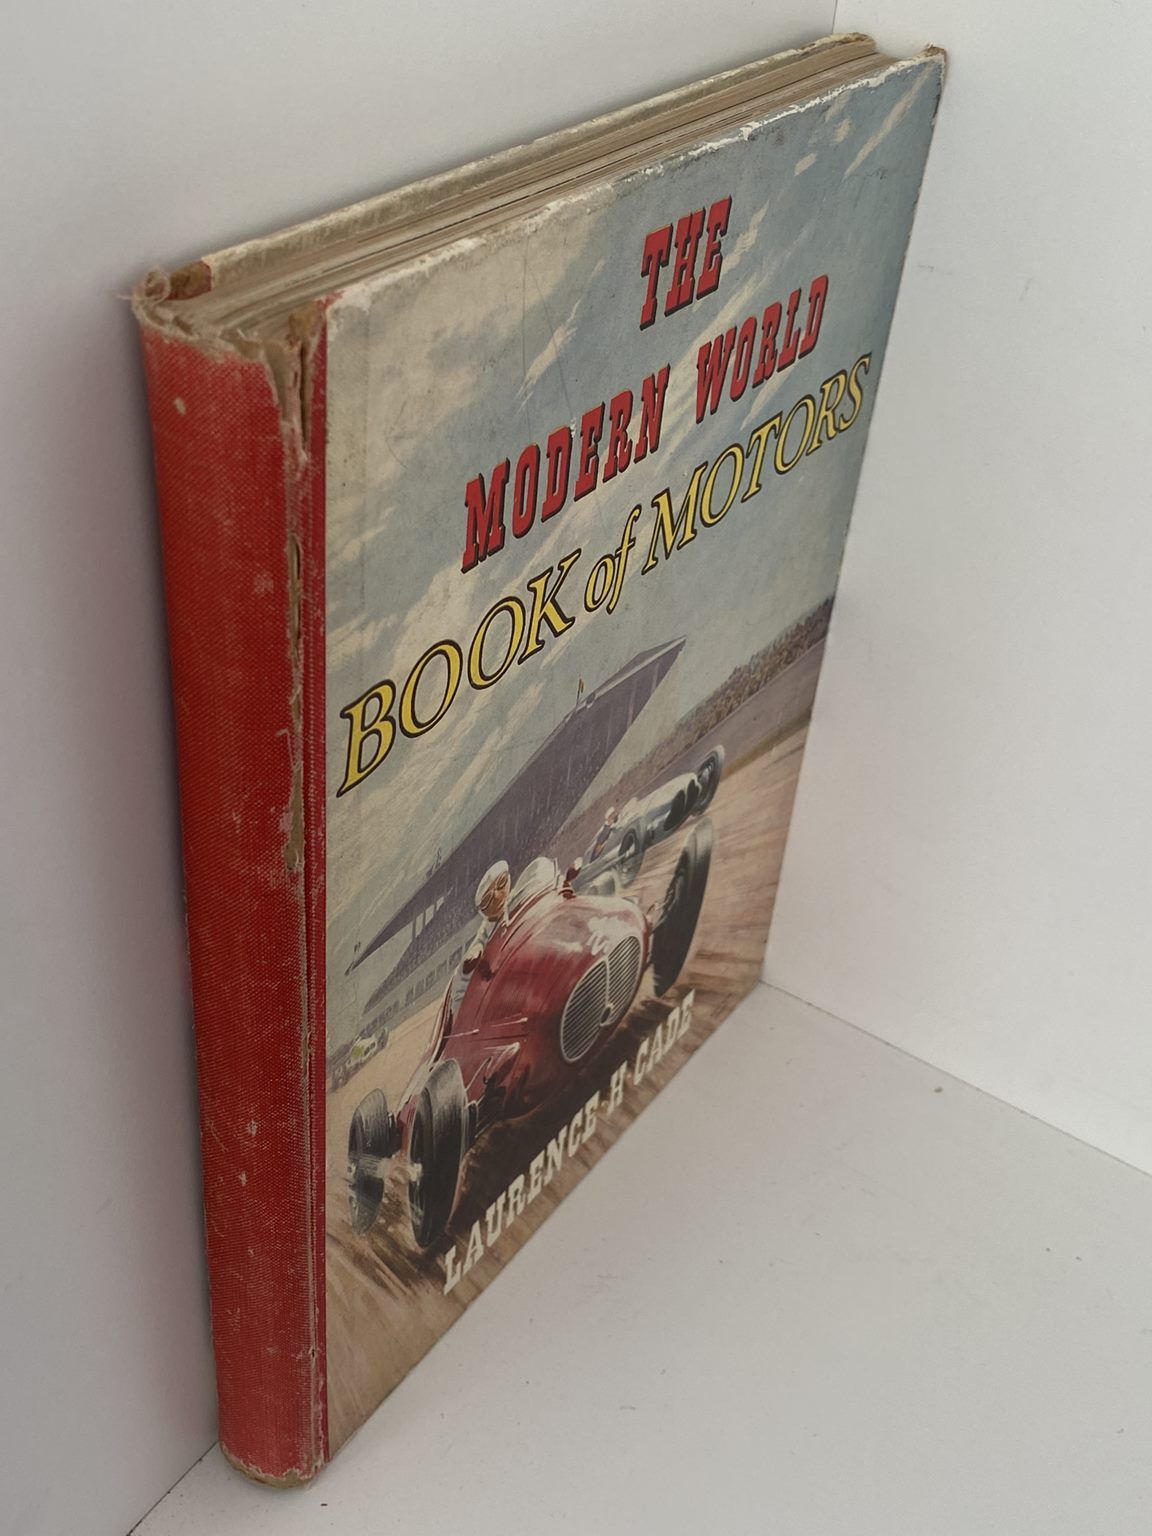 THE
MODERN WORLD
BOOK of MOTORS
LAURENCE·H·CADE